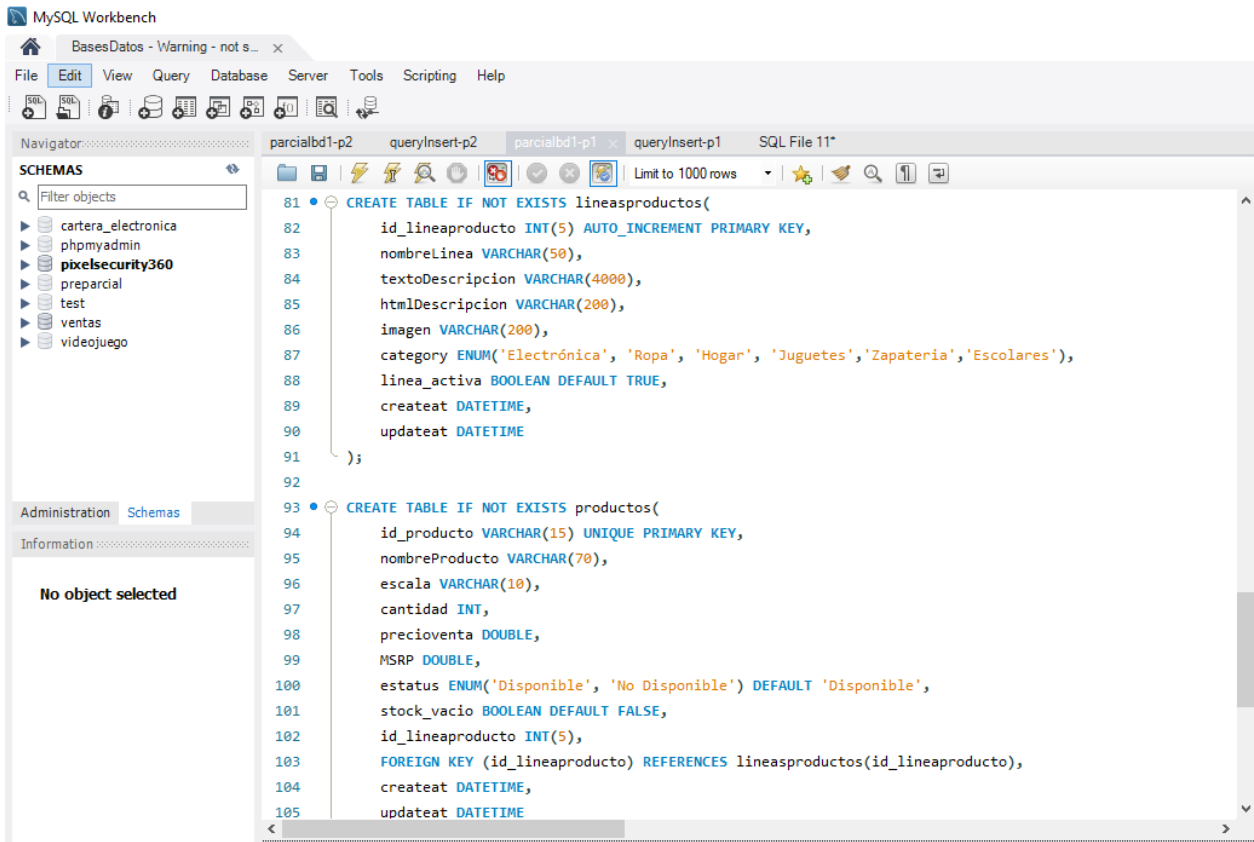 MySQL Workbench
BasesDatos - Warning - not s...
File Edit View Query Database Server Tools Scripting Help
Navigator
SCHEMAS
Filter objects
cartera_electronica
phpmyadmin
pixelsecurity360
preparcial
test
ventas
videojuego
Administration Schemas
Information
No object selected
parcialbd1-p2 queryInsert-p2 parcialbd1-p1 queryInsert-p1 SQL File 11*
Limit to 1000 rows
81 CREATE TABLE IF NOT EXISTS lineasproductos(
82 id_lineaproducto INT(5) AUTO_INCREMENT PRIMARY KEY,
83 nombreLinea VARCHAR(50),
84 textoDescripcion VARCHAR(4000),
85 htmlDescripcion VARCHAR(200),
86 imagen VARCHAR(200),
87 category ENUM('Electrónica', 'Ropa', 'Hogar', 'Juguetes','Zapateria','Escolares'),
88 linea_activa BOOLEAN DEFAULT TRUE,
89 createat DATETIME,
90 updateat DATETIME
91 );
92
93 CREATE TABLE IF NOT EXISTS productos(
94 id_producto VARCHAR(15) UNIQUE PRIMARY KEY,
95 nombreProducto VARCHAR(70),
96 escala VARCHAR(10),
97 cantidad INT,
98 precioventa DOUBLE,
99 MSRP DOUBLE,
100 estatus ENUM('Disponible', 'No Disponible') DEFAULT 'Disponible',
101 stock_vacio BOOLEAN DEFAULT FALSE,
102 id_lineaproducto INT(5),
103 FOREIGN KEY (id_lineaproducto) REFERENCES lineasproductos(id_lineaproducto),
104 createat DATETIME,
105 updateat DATETIME